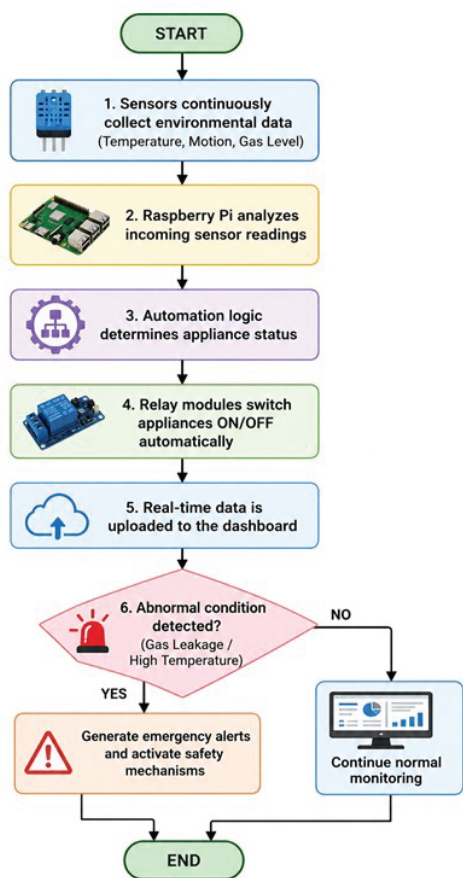 START
1. Sensors continuously
collect environmental data
(Temperature, Motion, Gas Level)
2. Raspberry Pi analyzes
incoming sensor readings
3. Automation logic
determines appliance status
4. Relay modules switch
appliances ON/OFF
automatically
5. Real-time data is
uploaded to the dashboard
6. Abnormal condition
detected?
(Gas Leakage /
High Temperature)
NO
YES
Generate emergency alerts
and activate safety
mechanisms
Continue normal
monitoring
END